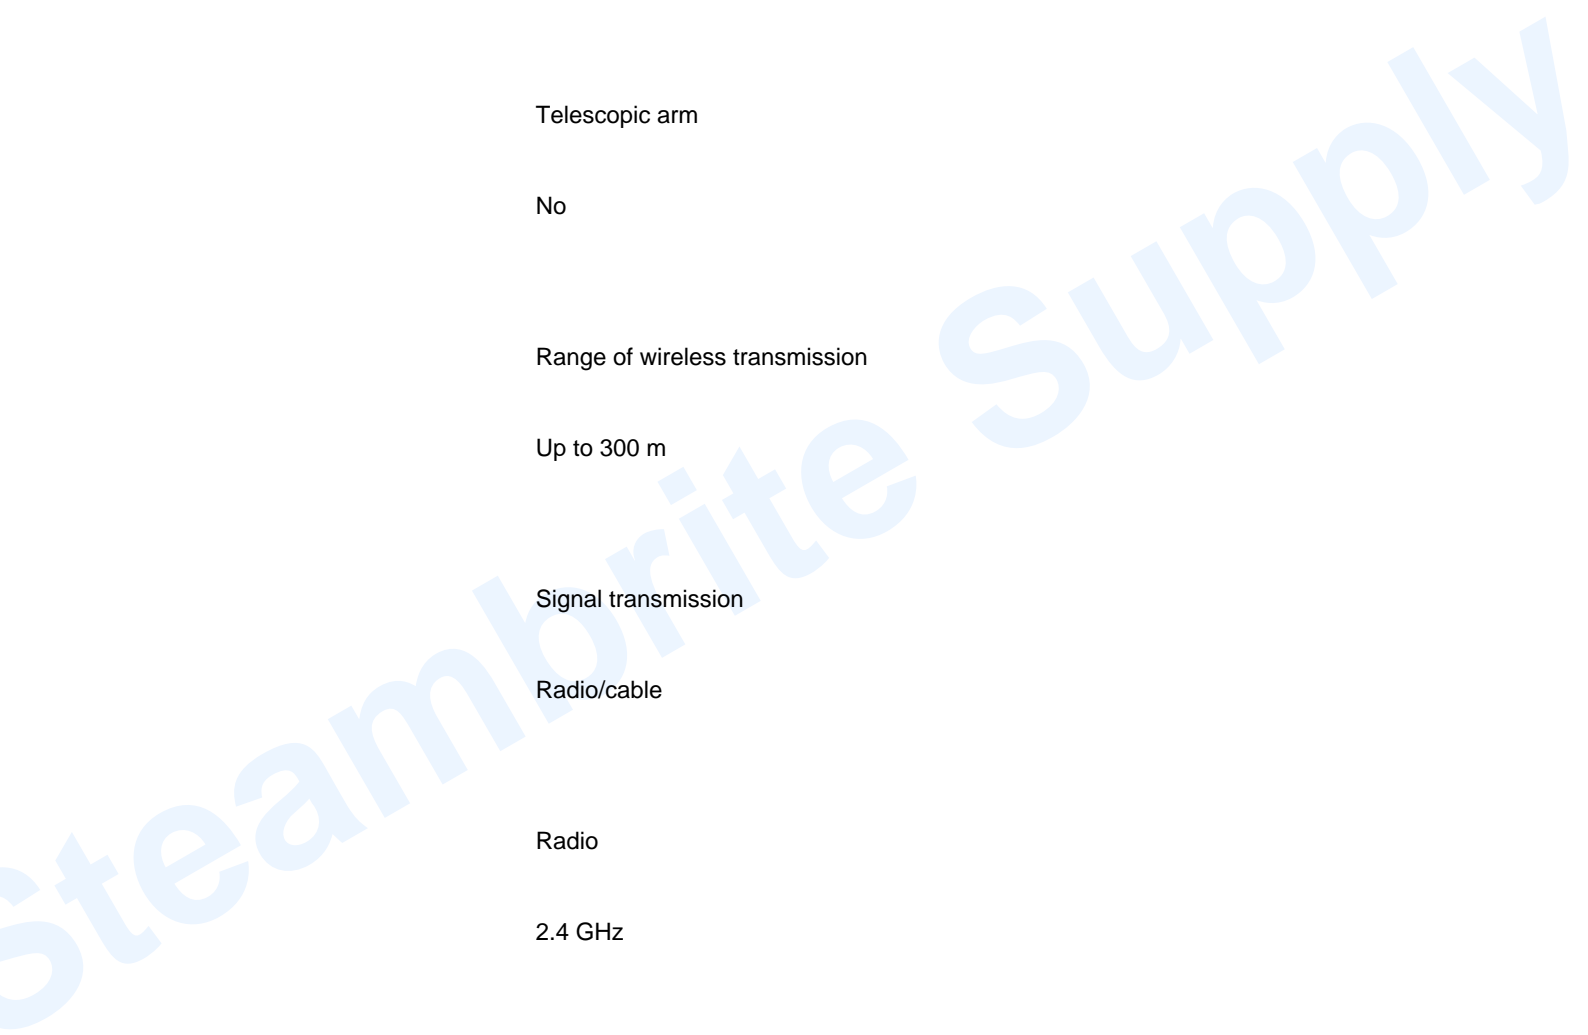 Telescopic arm
No
Range of wireless transmission
Up to 300 m
Signal transmission
Radio/cable
Radio
2.4 GHz
Steambrite Supply